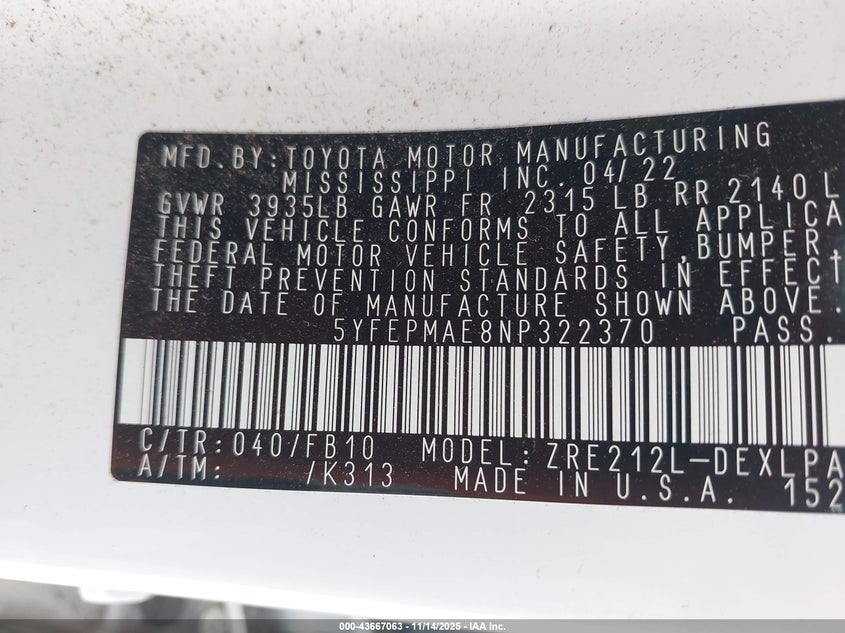 MFD.BY:TOYOTA MOTOR MANUFACTURING
MISSISSIPPI INC. 04/22
GVWR 3935LB GAWR FR 2315 LB RR 2140 L
THIS VEHICLE CONFORMS TO ALL APPLICA
FEDERAL MOTOR VEHICLE SAFETY,BUMPER,
THEFT PREVENTION STANDARDS IN EFFECT
THE DATE OF MANUFACTURE SHOWN ABOVE.
5YFEPMAE8NP322370 PASS.
C/TR:040/FB10 MODEL:ZRE212L-DEXLPA
A/TM: /K313 MADE IN U.S.A. 152
000-43667063 - 11/14/2025 - IAA Inc.